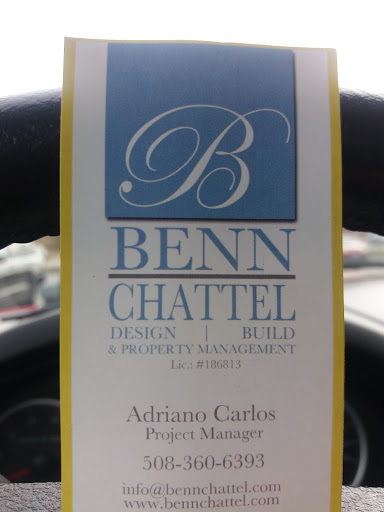 B
BENN
CHATTEL
DESIGN | BUILD
& PROPERTY MANAGEMENT
Lic.: #186813
Adriano Carlos
Project Manager
508-360-6393
info@bennchattel.com
www.bennchattel.com